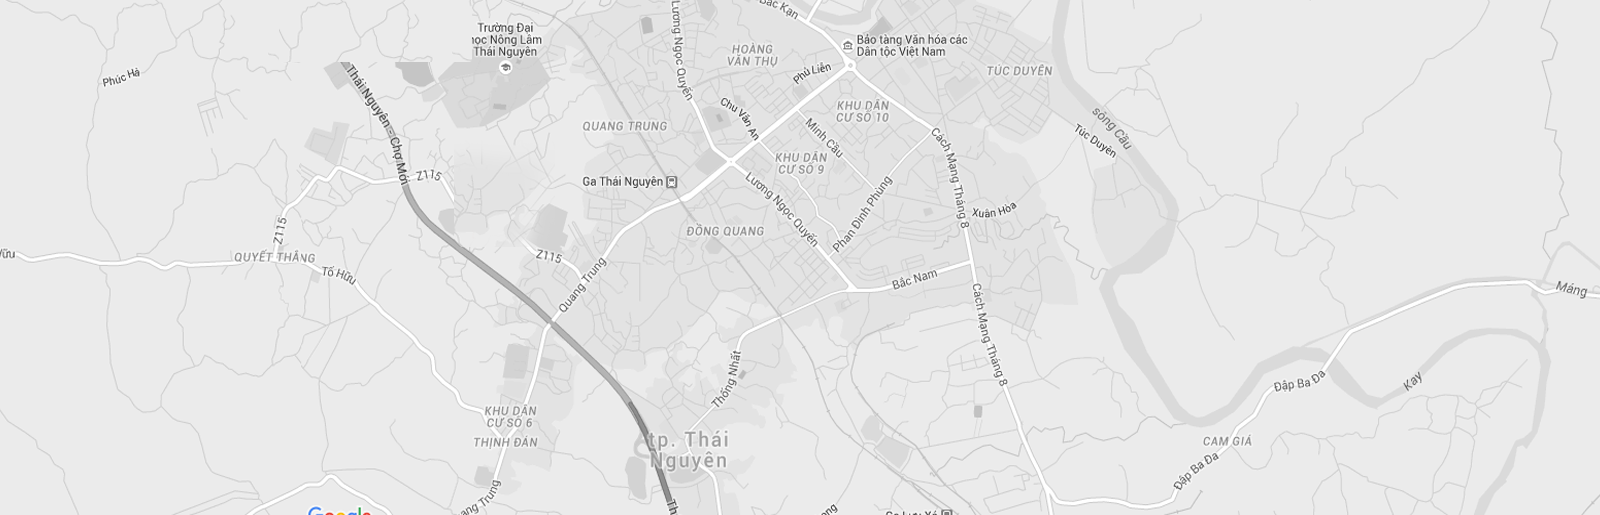 Bắc Kạn
Trường Đại
học Nông Lâm
Thái Nguyên
Lương Ngọc Quyến
HOÀNG
VĂN THỤ
Bảo tàng Văn hóa các
Dân tộc Việt Nam
Phủ Liễn
TÚC DUYÊN
Phúc Hà
Thái Nguyên - Chợ Mới
Chu Văn An
KHU DÂN
CƯ SỐ 10
sông Cầu
QUANG TRUNG
Minh Cầu
Cách Mạng Tháng 8
Túc Duyên
KHU DÂN
CƯ SỐ 9
Z115
Ga Thái Nguyên
Lương Ngọc Quyến
Phan Đình Phùng
Xuân Hòa
Z115
ĐỒNG QUANG
Vữu
QUYẾT THẮNG
Z115
Tố Hữu
Quang Trung
Bắc Nam
Cách Mạng Tháng 8
Máng
Thống Nhất
Đập Ba Đa
Kay
KHU DÂN
CƯ SỐ 6
THỊNH ĐÁN
tp. Thái
Nguyên
CAM GIÁ
Đập Ba Đa
Google